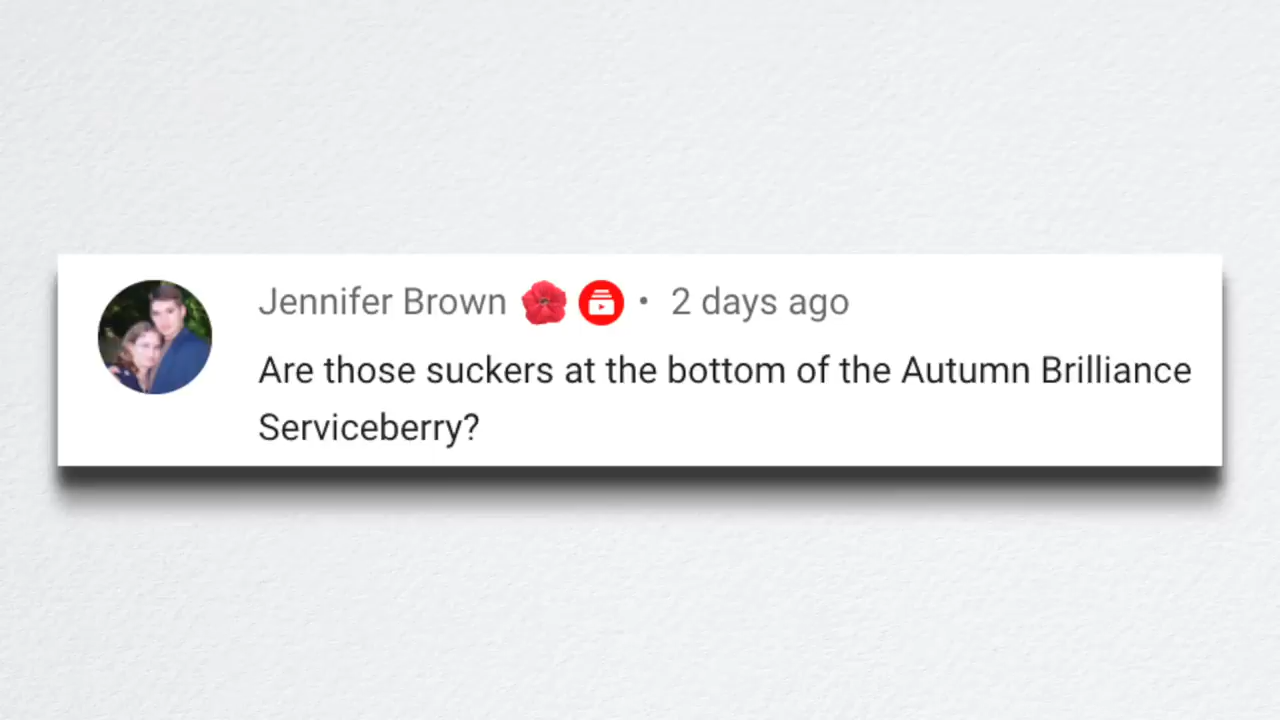 Jennifer Brown • 2 days ago
Are those suckers at the bottom of the Autumn Brilliance
Serviceberry?